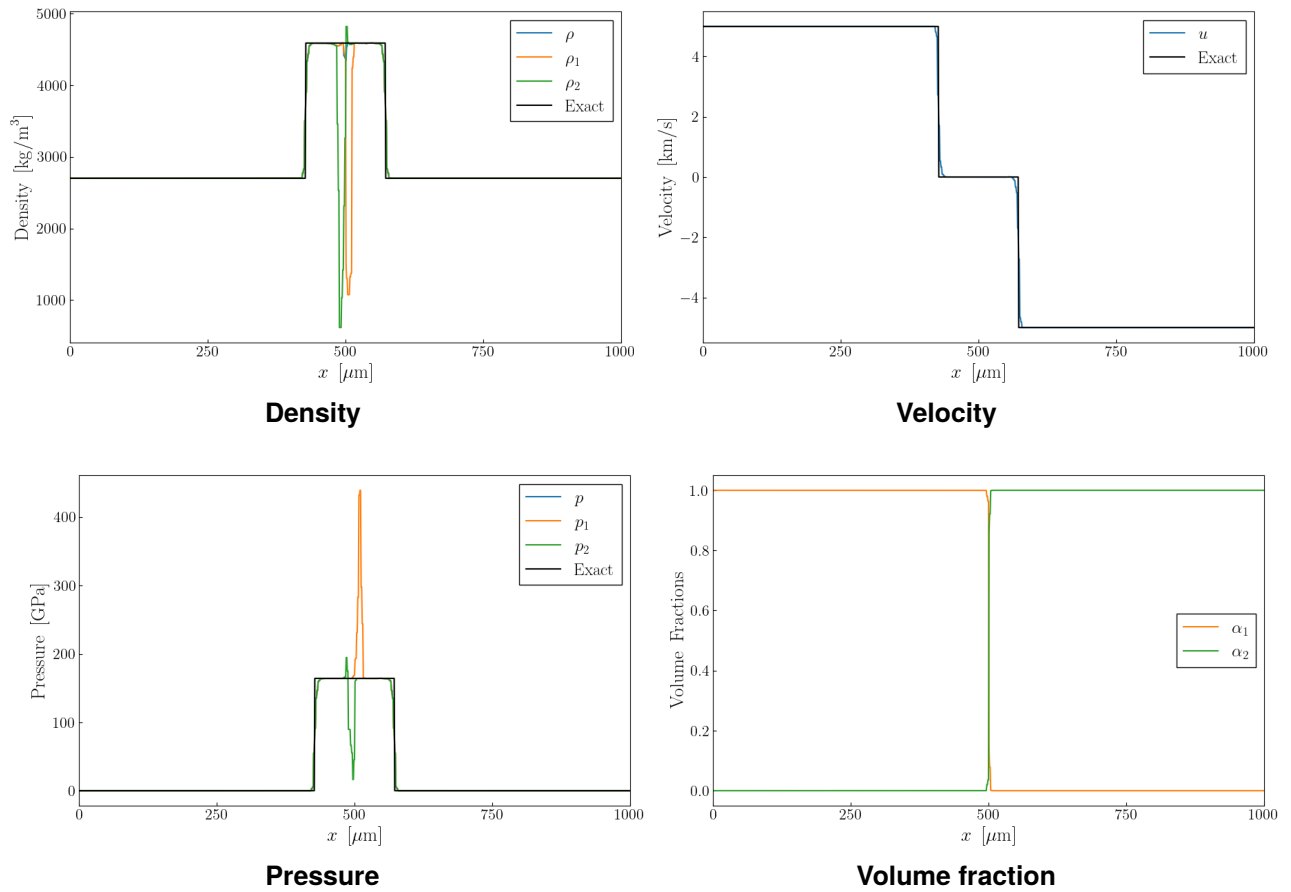 5000
4000
3000
2000
1000
Density [kg/m³]
0 250 500 750 1000
x [μm]
ρ
ρ₁
ρ₂
Exact
Density
4
2
0
−2
−4
Velocity [km/s]
0 250 500 750 1000
x [μm]
u
Exact
Velocity
400
300
200
100
0
Pressure [GPa]
0 250 500 750 1000
x [μm]
p
p₁
p₂
Exact
Pressure
1.0
0.8
0.6
0.4
0.2
0.0
Volume Fractions
0 250 500 750 1000
x [μm]
α₁
α₂
Volume fraction